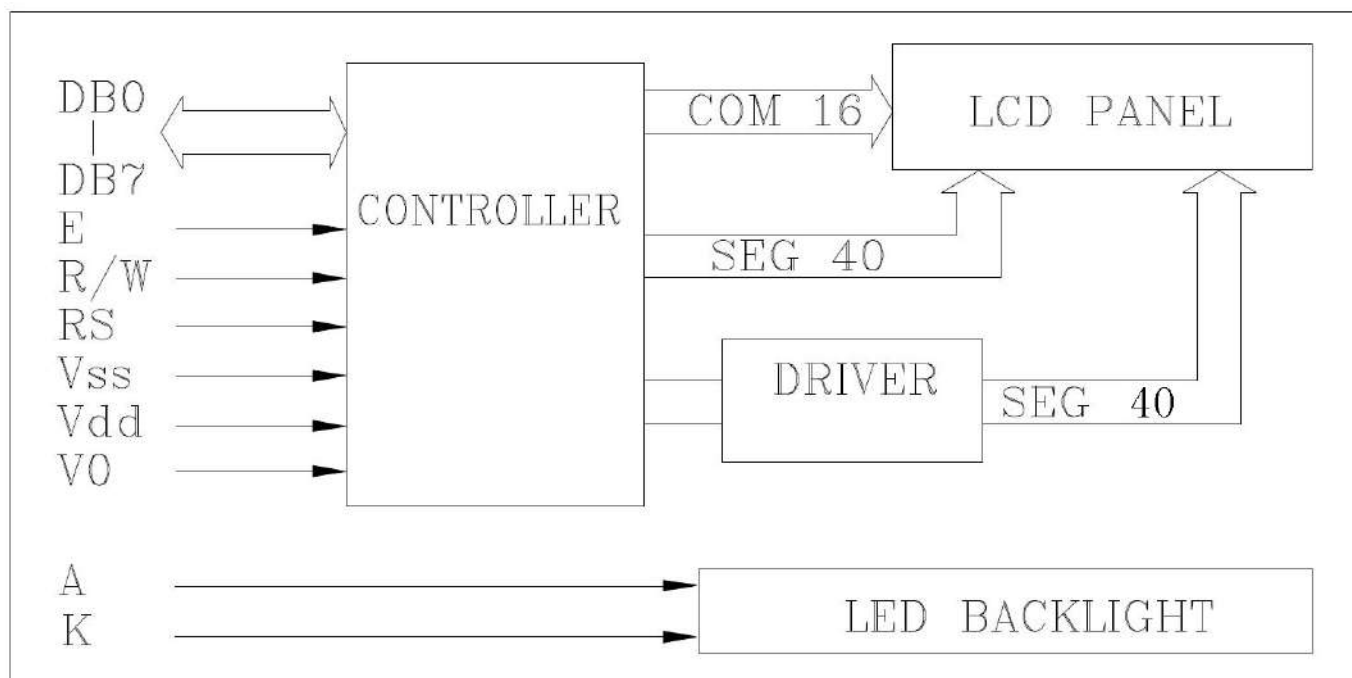 DB0
|
DB7
E
R/W
RS
Vss
Vdd
V0
A
K
CONTROLLER
COM 16
SEG 40
DRIVER
SEG 40
LCD PANEL
LED BACKLIGHT